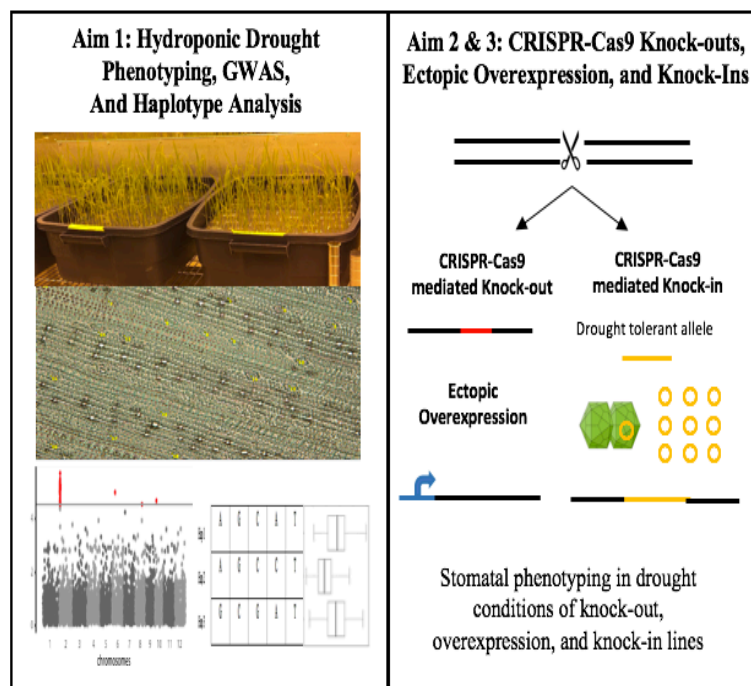 Aim 1: Hydroponic Drought
Phenotyping, GWAS,
And Haplotype Analysis
A G C A T
A G C C T
G C G A T
1 2 3 4 5 6 7 8 9 10 11 12
chromosomes
Aim 2 & 3: CRISPR-Cas9 Knock-outs,
Ectopic Overexpression, and Knock-Ins
CRISPR-Cas9
mediated Knock-out
CRISPR-Cas9
mediated Knock-in
Drought tolerant allele
Ectopic
Overexpression
Stomatal phenotyping in drought
conditions of knock-out,
overexpression, and knock-in lines